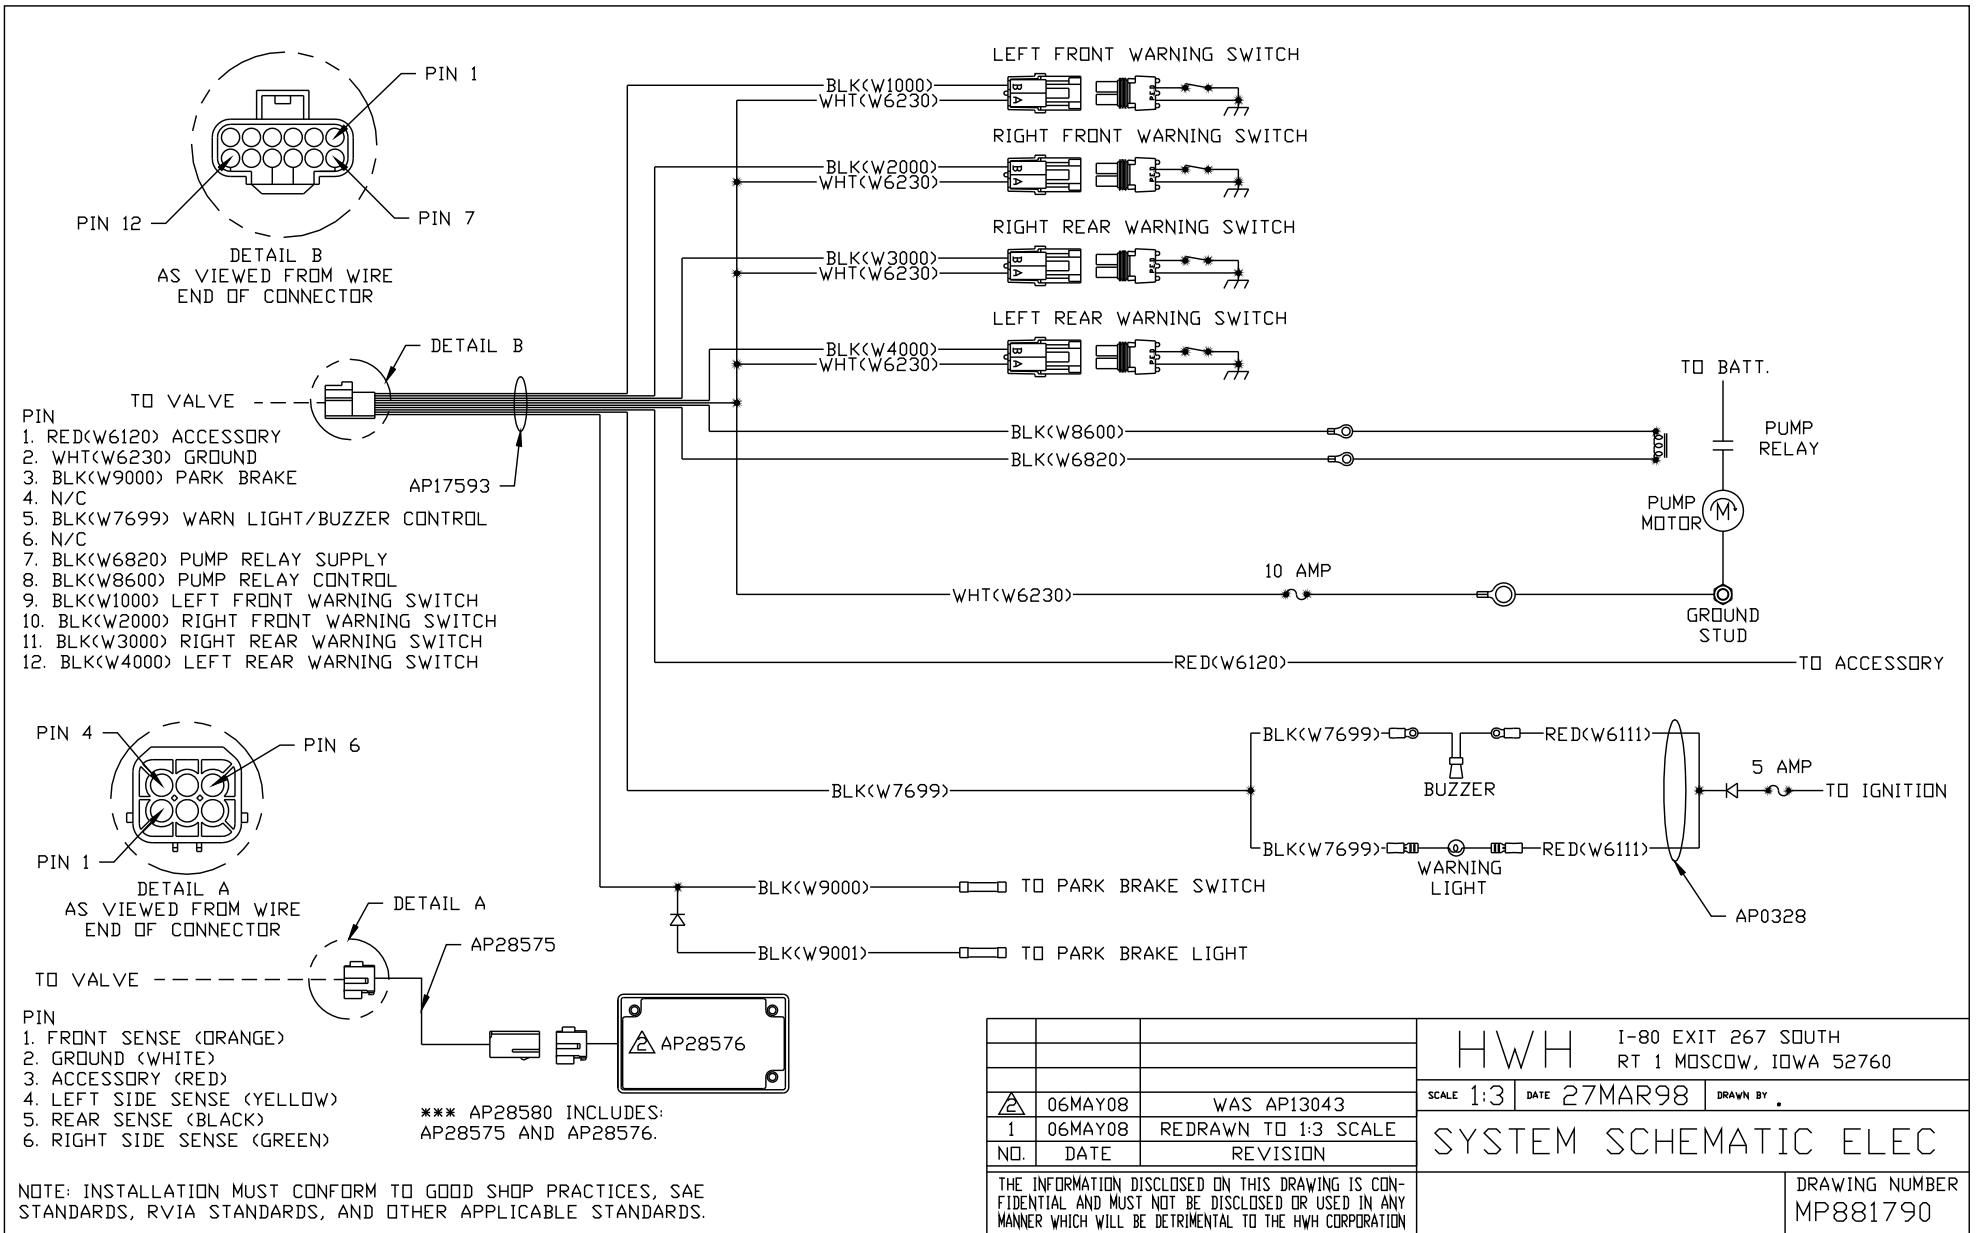 PIN 1
PIN 12
PIN 7
DETAIL B
AS VIEWED FROM WIRE
END OF CONNECTOR
DETAIL B
TO VALVE
AP17593
PIN
1. RED(W6120) ACCESSORY
2. WHT(W6230) GROUND
3. BLK(W9000) PARK BRAKE
4. N/C
5. BLK(W7699) WARN LIGHT/BUZZER CONTROL
6. N/C
7. BLK(W6820) PUMP RELAY SUPPLY
8. BLK(W8600) PUMP RELAY CONTROL
9. BLK(W1000) LEFT FRONT WARNING SWITCH
10. BLK(W2000) RIGHT FRONT WARNING SWITCH
11. BLK(W3000) RIGHT REAR WARNING SWITCH
12. BLK(W4000) LEFT REAR WARNING SWITCH
LEFT FRONT WARNING SWITCH
BLK(W1000) B
WHT(W6230) A
RIGHT FRONT WARNING SWITCH
BLK(W2000) B
WHT(W6230) A
RIGHT REAR WARNING SWITCH
BLK(W3000) B
WHT(W6230) A
LEFT REAR WARNING SWITCH
BLK(W4000) B
WHT(W6230) A
TO BATT.
BLK(W8600)
PUMP
RELAY
BLK(W6820)
PUMP
MOTOR
M
10 AMP
WHT(W6230)
GROUND
STUD
RED(W6120)
TO ACCESSORY
BLK(W7699)
BLK(W7699)
RED(W6111)
BUZZER
5 AMP
TO IGNITION
BLK(W7699)
RED(W6111)
WARNING
LIGHT
AP0328
BLK(W9000)
TO PARK BRAKE SWITCH
BLK(W9001)
TO PARK BRAKE LIGHT
PIN 4
PIN 6
PIN 1
DETAIL A
AS VIEWED FROM WIRE
END OF CONNECTOR
DETAIL A
AP28575
TO VALVE
PIN
1. FRONT SENSE (ORANGE)
2. GROUND (WHITE)
3. ACCESSORY (RED)
4. LEFT SIDE SENSE (YELLOW)
5. REAR SENSE (BLACK)
6. RIGHT SIDE SENSE (GREEN)
2 AP28576
*** AP28580 INCLUDES:
AP28575 AND AP28576.
NOTE: INSTALLATION MUST CONFORM TO GOOD SHOP PRACTICES, SAE
STANDARDS, RVIA STANDARDS, AND OTHER APPLICABLE STANDARDS.
2 06MAY08 WAS AP13043
1 06MAY08 REDRAWN TO 1:3 SCALE
NO. DATE REVISION
THE INFORMATION DISCLOSED ON THIS DRAWING IS CON-
FIDENTIAL AND MUST NOT BE DISCLOSED OR USED IN ANY
MANNER WHICH WILL BE DETRIMENTAL TO THE HWH CORPORATION
HWH
I-80 EXIT 267 SOUTH
RT 1 MOSCOW, IOWA 52760
SCALE 1:3 DATE 27MAR98 DRAWN BY .
SYSTEM SCHEMATIC ELEC
DRAWING NUMBER
MP881790